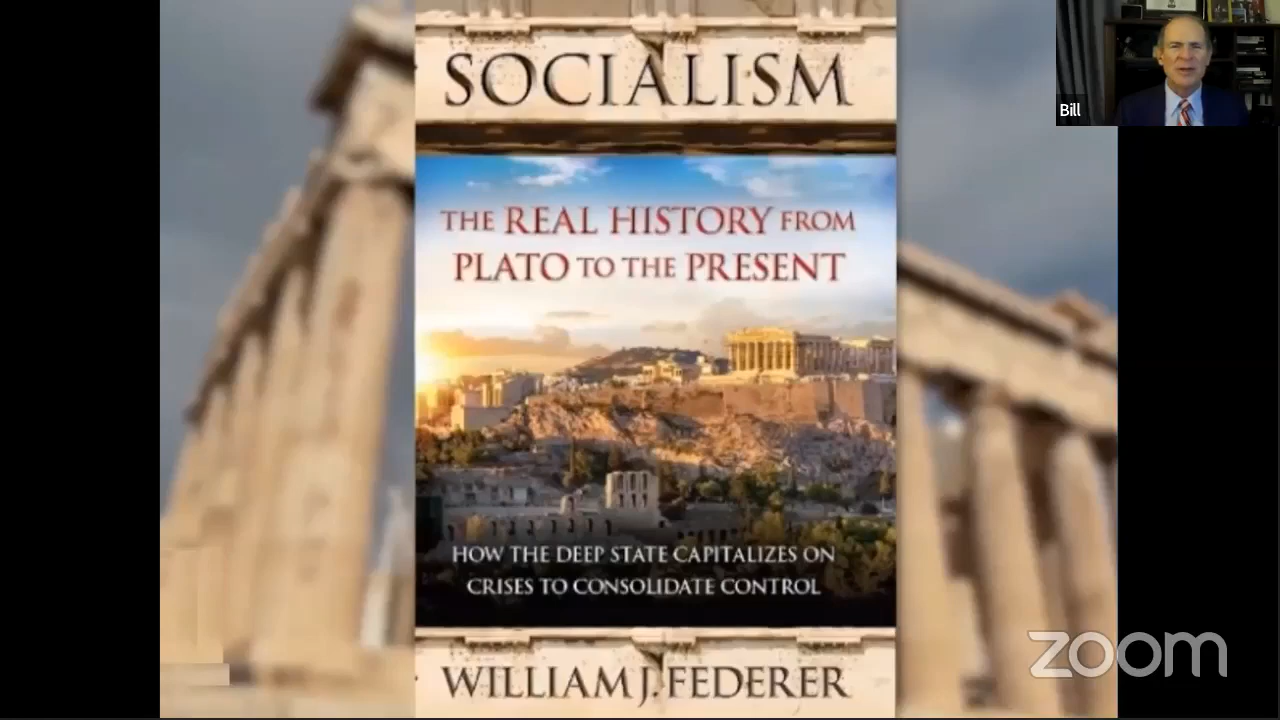 SOCIALISM
THE REAL HISTORY FROM
PLATO TO THE PRESENT
HOW THE DEEP STATE CAPITALIZES ON
CRISES TO CONSOLIDATE CONTROL
WILLIAM J. FEDERER
Bill
zoom